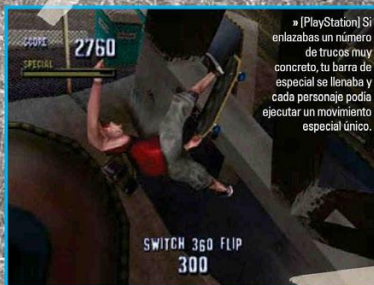 » [PlayStation] Si
enlazabas un número
de trucos muy
concreto, tu barra de
especial se llenaba y
cada personaje podía
ejecutar un movimiento
especial único.
SCORE 2760
SPECIAL
SWITCH 360 FLIP
300